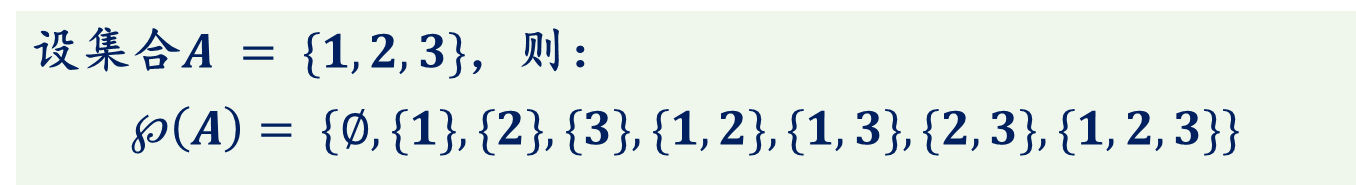 设集合A = {1, 2, 3}, 则:
℘(A) = {∅, {1}, {2}, {3}, {1, 2}, {1, 3}, {2, 3}, {1, 2, 3}}